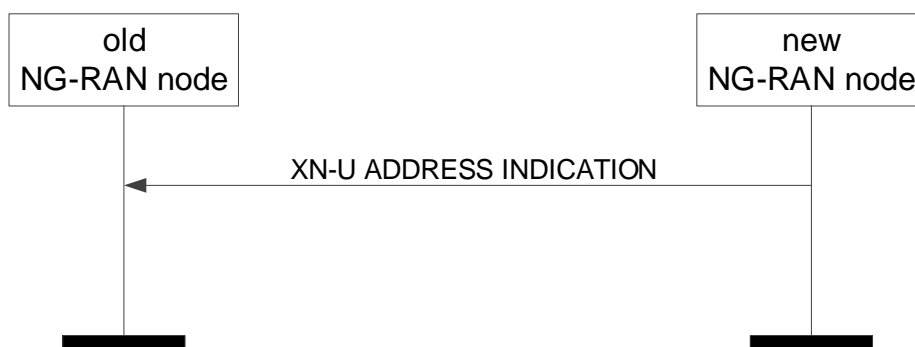 old
NG-RAN node
new
NG-RAN node
XN-U ADDRESS INDICATION